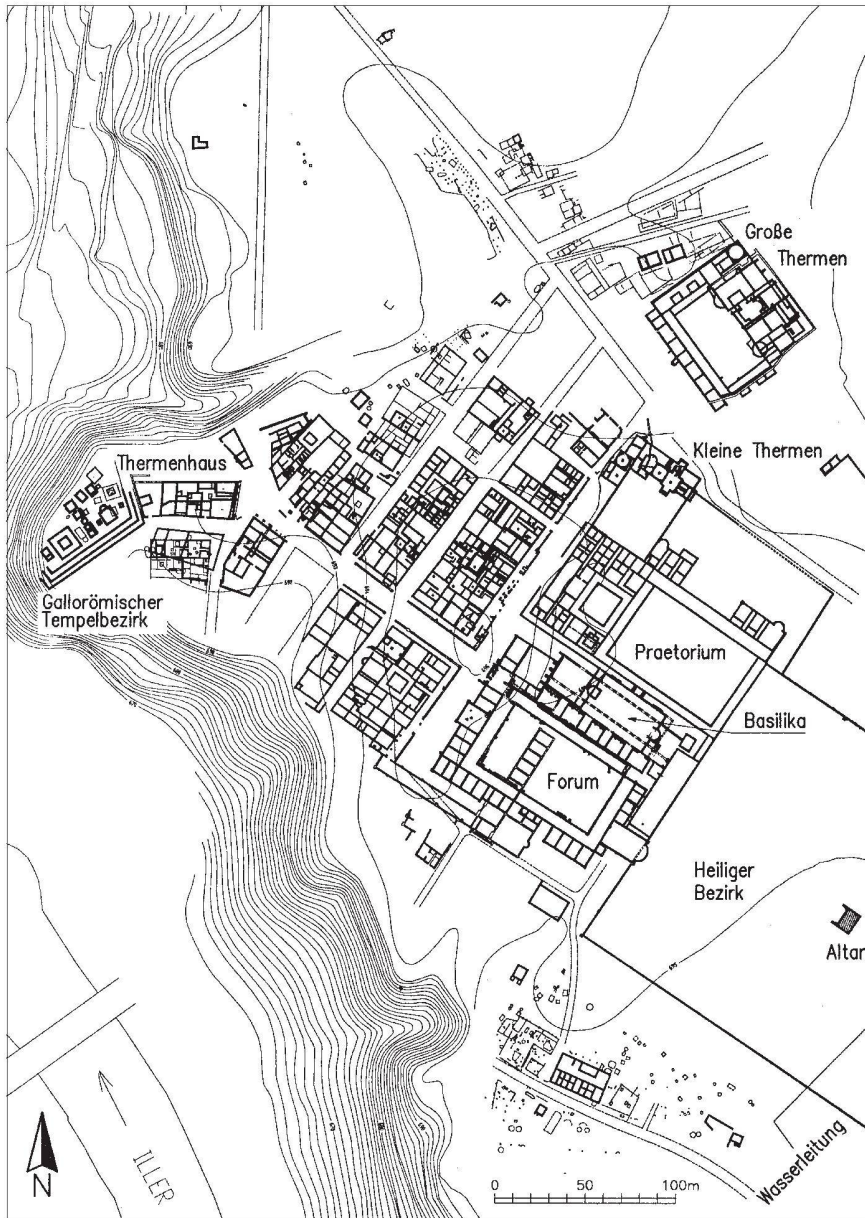 Große
Thermen
Kleine Thermen
Thermenhaus
Gallorömischer
Tempelbezirk
Praetorium
Basilika
Forum
Heiliger
Bezirk
Altar
Wasserleitung
ILLER
N
0 50 100m